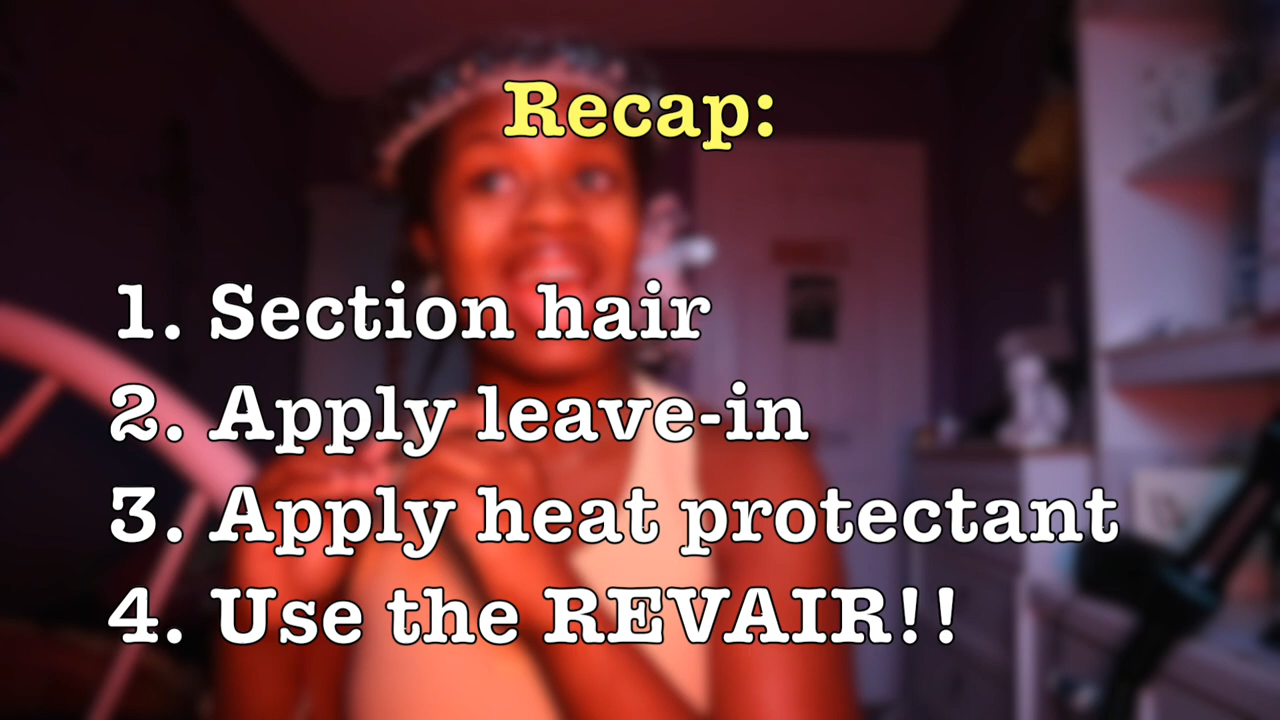 Recap:
1. Section hair
2. Apply leave-in
3. Apply heat protectant
4. Use the REVAIR!!